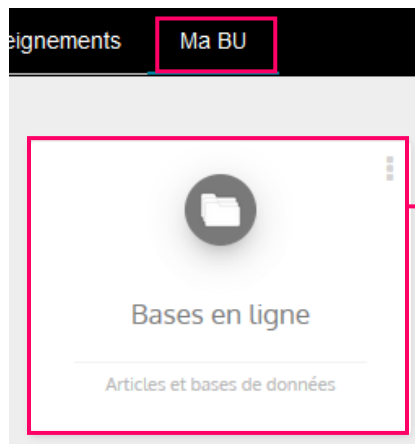 eignements Ma BU
Bases en ligne
Articles et bases de données